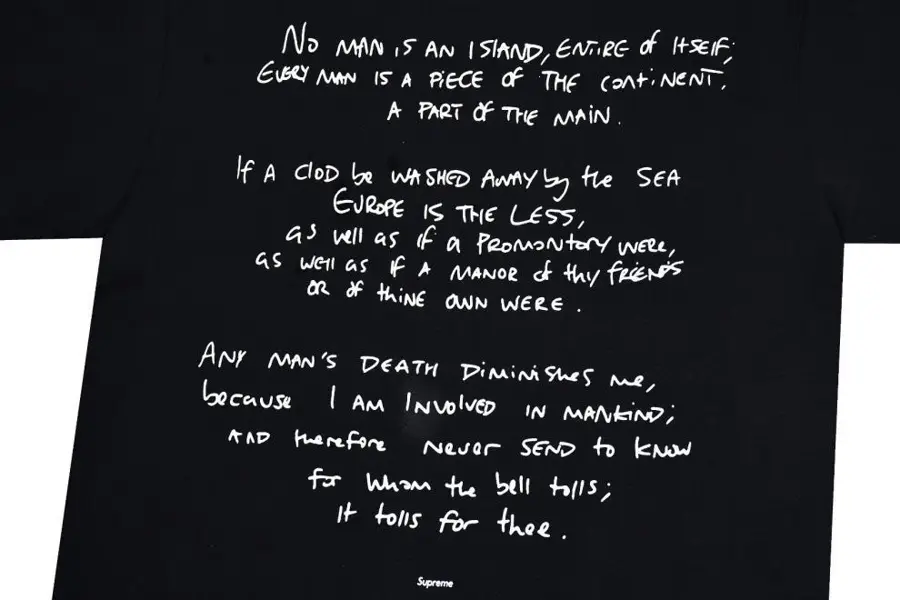 No MAN iS AN ISLAND, ENTiRE of ITSElF;
EVERY MAN IS A PiECE OF THE CONTiNENT.
A PART OF THE MAiN.
If A CLOD be WASHED AWAY by the SEA
EUROPE IS THE LESS,
as well as if a PROMONTORY WERE,
as well as if A MANOR of thy FRiENDS
OR of thiNE OWN WERE.
ANY MAN'S DEATH DiMiNiSHES me,
because I AM INVOLVED IN MANKiND;
AND therefore NEVER SEND to KNOW
for whom the bell tolls;
It tolls for thee.
Supreme